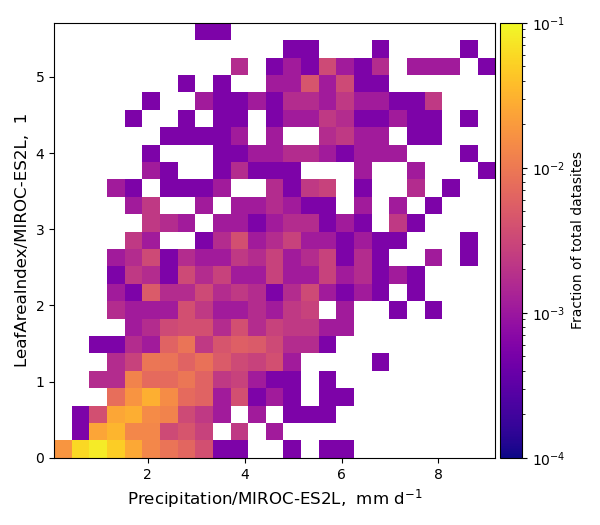 LeafAreaIndex/MIROC-ES2L, 1
5
4
3
2
1
0
2 4 6 8
Precipitation/MIROC-ES2L, mm d⁻¹
10⁻¹
10⁻²
10⁻³
10⁻⁴
Fraction of total datasites